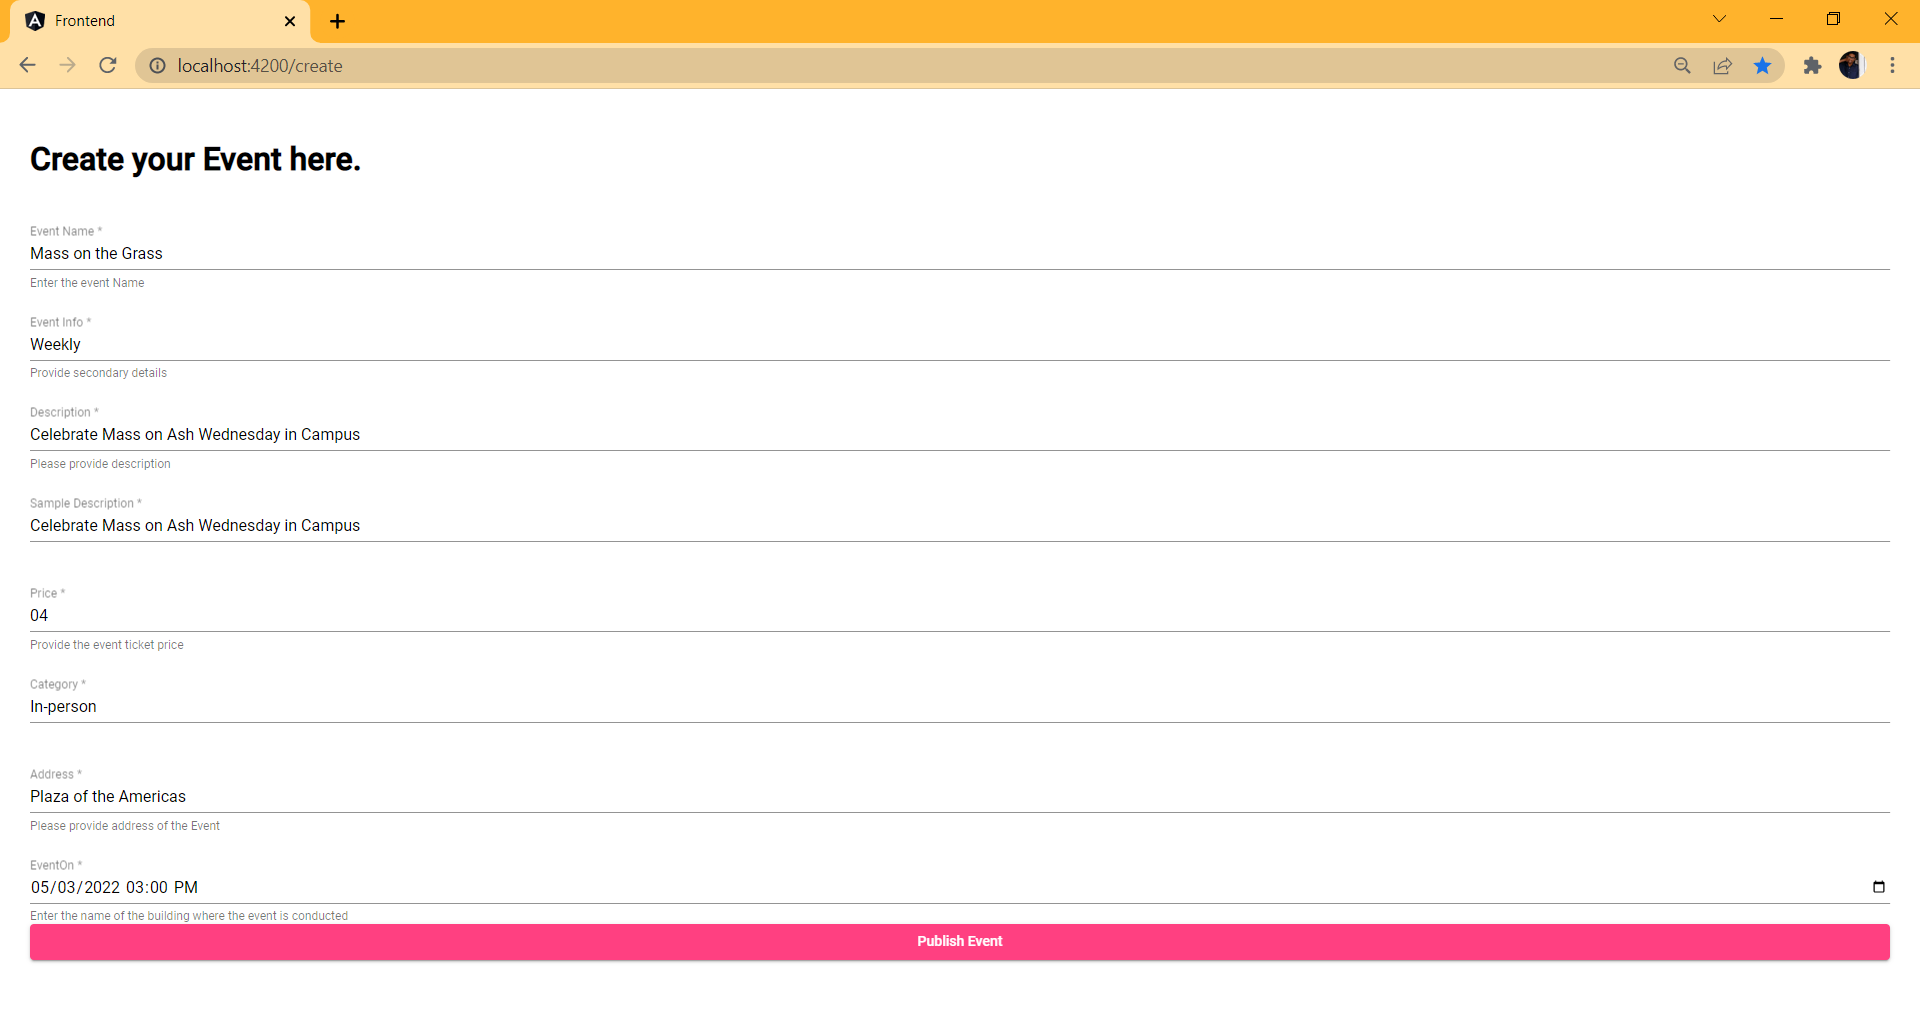 Frontend
localhost:4200/create
Create your Event here.
Event Name *
Mass on the Grass
Enter the event Name
Event Info *
Weekly
Provide secondary details
Description *
Celebrate Mass on Ash Wednesday in Campus
Please provide description
Sample Description *
Celebrate Mass on Ash Wednesday in Campus
Price *
04
Provide the event ticket price
Category *
In-person
Address *
Plaza of the Americas
Please provide address of the Event
EventOn *
05/03/2022 03:00 PM
Enter the name of the building where the event is conducted
Publish Event